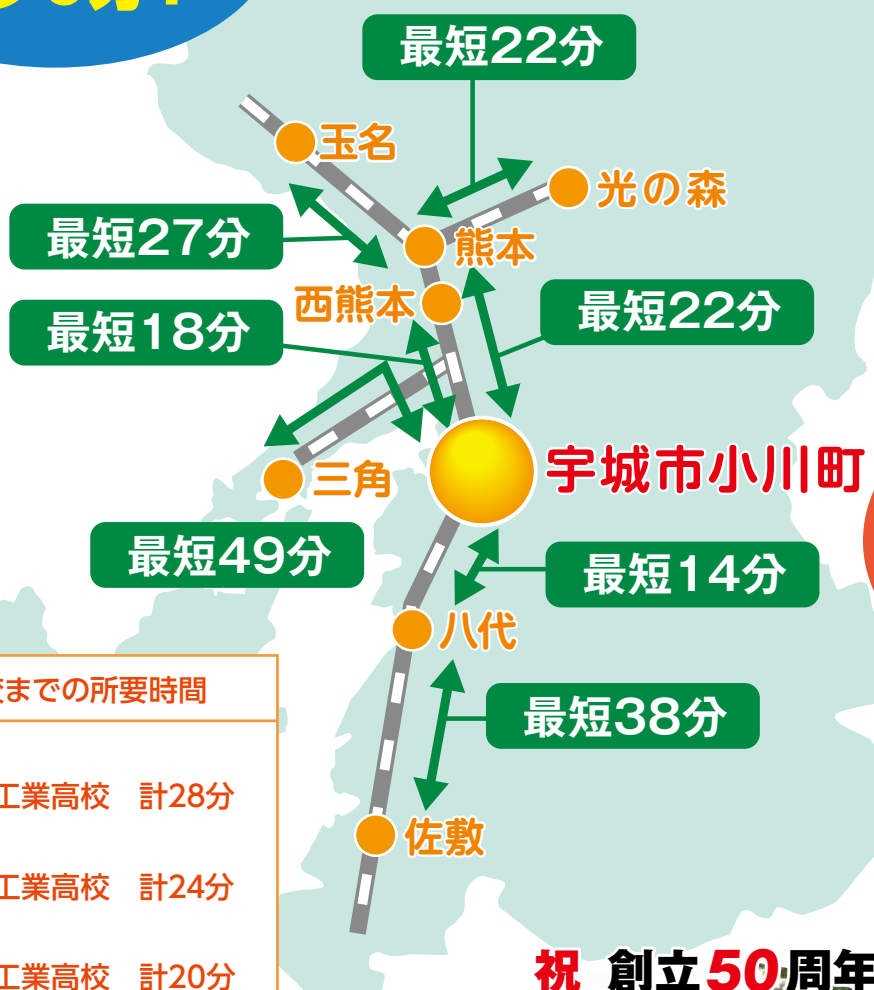 最短22分
玉名
光の森
最短27分
熊本
西熊本
最短22分
最短18分
宇城市小川町
三角
最短49分
最短14分
八代
までの所要時間
最短38分
工業高校 計28分
佐敷
工業高校 計24分
祝 創立50周年
工業高校 計20分